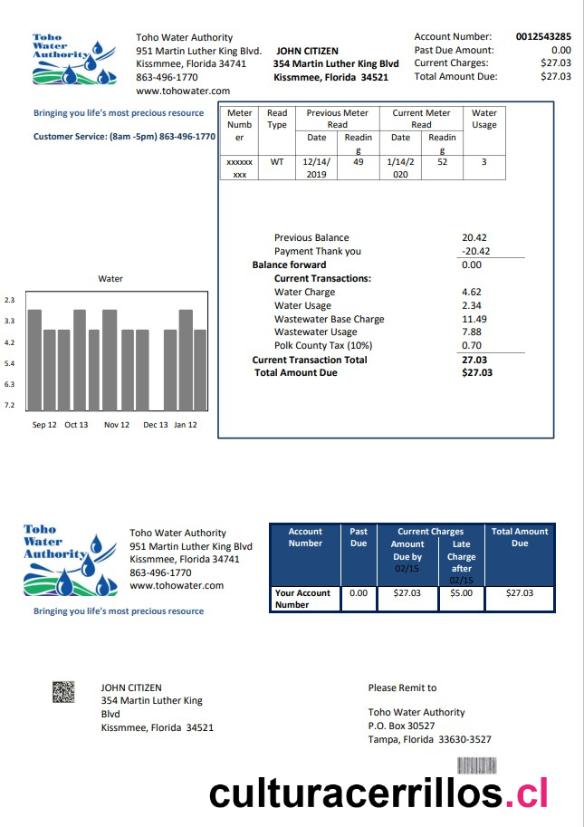 Toho
Water
Authority
Toho Water Authority
951 Martin Luther King Blvd.
Kissmmee, Florida 34741
863-496-1770
www.tohowater.com
JOHN CITIZEN
354 Martin Luther King Blvd
Kissmmee, Florida  34521
Account Number: 0012543285
Past Due Amount: 0.00
Current Charges: $27.03
Total Amount Due: $27.03
Bringing you life's most precious resource
Customer Service: (8am -5pm) 863-496-1770
Meter Numb er Read Type Previous Meter Read Current Meter Read Water Usage
Date Readin g Date Readin g
xxxxxx xxx WT 12/14/ 2019 49 1/14/2 020 52 3
Previous Balance 20.42
Payment Thank you -20.42
Balance forward 0.00
Current Transactions:
Water Charge 4.62
Water Usage 2.34
Wastewater Base Charge 11.49
Wastewater Usage 7.88
Polk County Tax (10%) 0.70
Current Transaction Total 27.03
Total Amount Due $27.03
Water
2.3
3.3
4.2
5.4
6.3
7.2
Sep 12 Oct 13 Nov 12 Dec 13 Jan 12
Toho
Water
Authority
Toho Water Authority
951 Martin Luther King Blvd
Kissmmee, Florida 34741
863-496-1770
www.tohowater.com
Bringing you life's most precious resource
Account Number Past Due Current Charges Total Amount Due
Amount Due by 02/15 Late Charge after 02/15
Your Account Number 0.00 $27.03 $5.00 $27.03
JOHN CITIZEN
354 Martin Luther King
Blvd
Kissmmee, Florida  34521
Please Remit to
Toho Water Authority
P.O. Box 30527
Tampa, Florida  33630-3527
culturacerrillos.cl